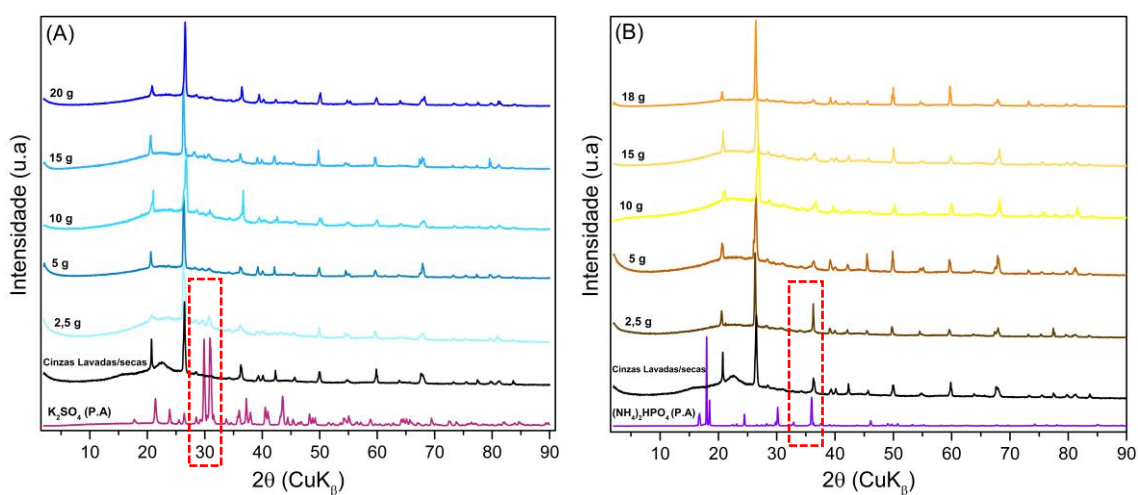 (A)
Intensidade (u.a)
20 g
15 g
10 g
5 g
2,5 g
Cinzas Lavadas/secas
K₂SO₄ (P.A)
10 20 30 40 50 60 70 80 90
2θ (CuKᵦ)
(B)
Intensidade (u.a)
18 g
15 g
10 g
5 g
2,5 g
Cinzas Lavadas/secas
(NH₄)₂HPO₄ (P.A)
10 20 30 40 50 60 70 80 90
2θ (CuKᵦ)